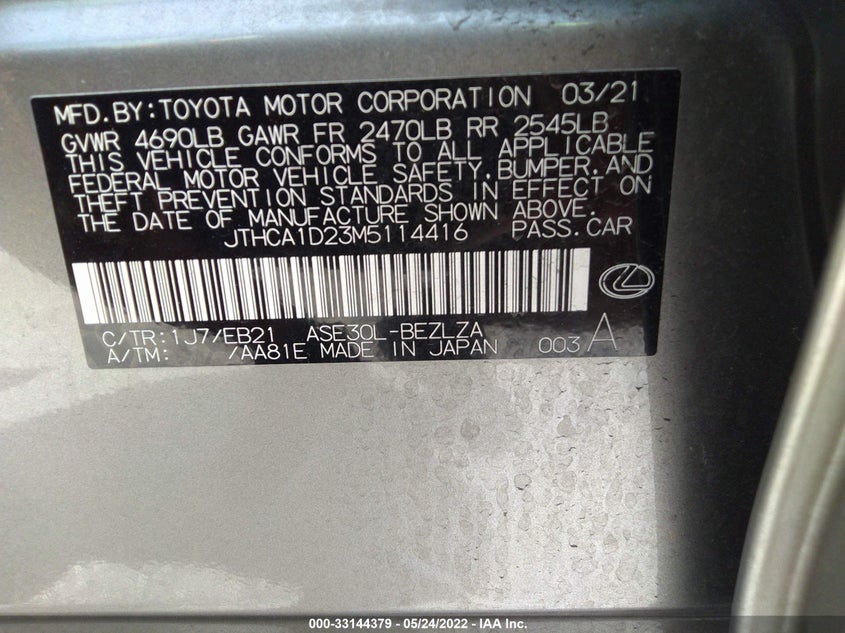 MFD.BY:TOYOTA MOTOR CORPORATION 03/21
GVWR 4690LB GAWR FR 2470LB RR 2545LB
THIS VEHICLE CONFORMS TO ALL APPLICABLE
FEDERAL MOTOR VEHICLE SAFETY,BUMPER,AND
THEFT PREVENTION STANDARDS IN EFFECT ON
THE DATE OF MANUFACTURE SHOWN ABOVE.
JTHCA1D23M5114416 PASS.CAR
C/TR:1J7/EB21 ASE30L-BEZLZA
A/TM: /AA81E MADE IN JAPAN 003 A
000-33144379 - 05/24/2022 - IAA, Inc.